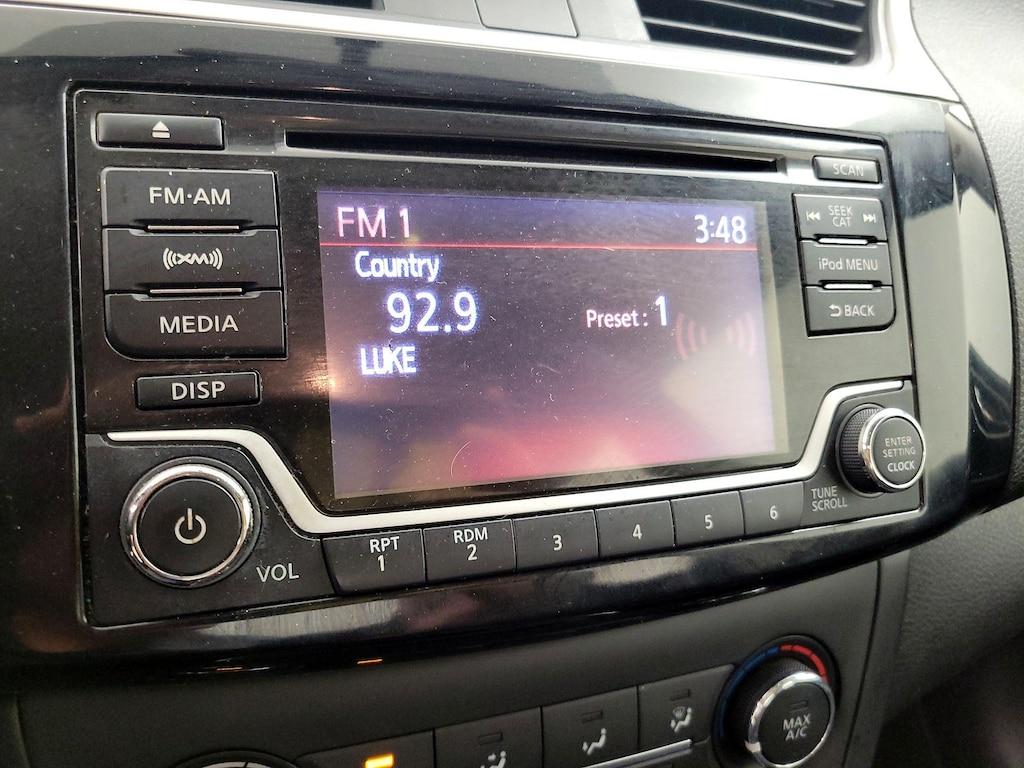 FM·AM
XM
MEDIA
DISP
VOL
FM 1
3:48
Country
92.9
Preset : 1
LUKE
SCAN
SEEK
CAT
iPod MENU
BACK
ENTER
SETTING
CLOCK
TUNE
SCROLL
RPT
1
RDM
2
3
4
5
6
MAX
A/C